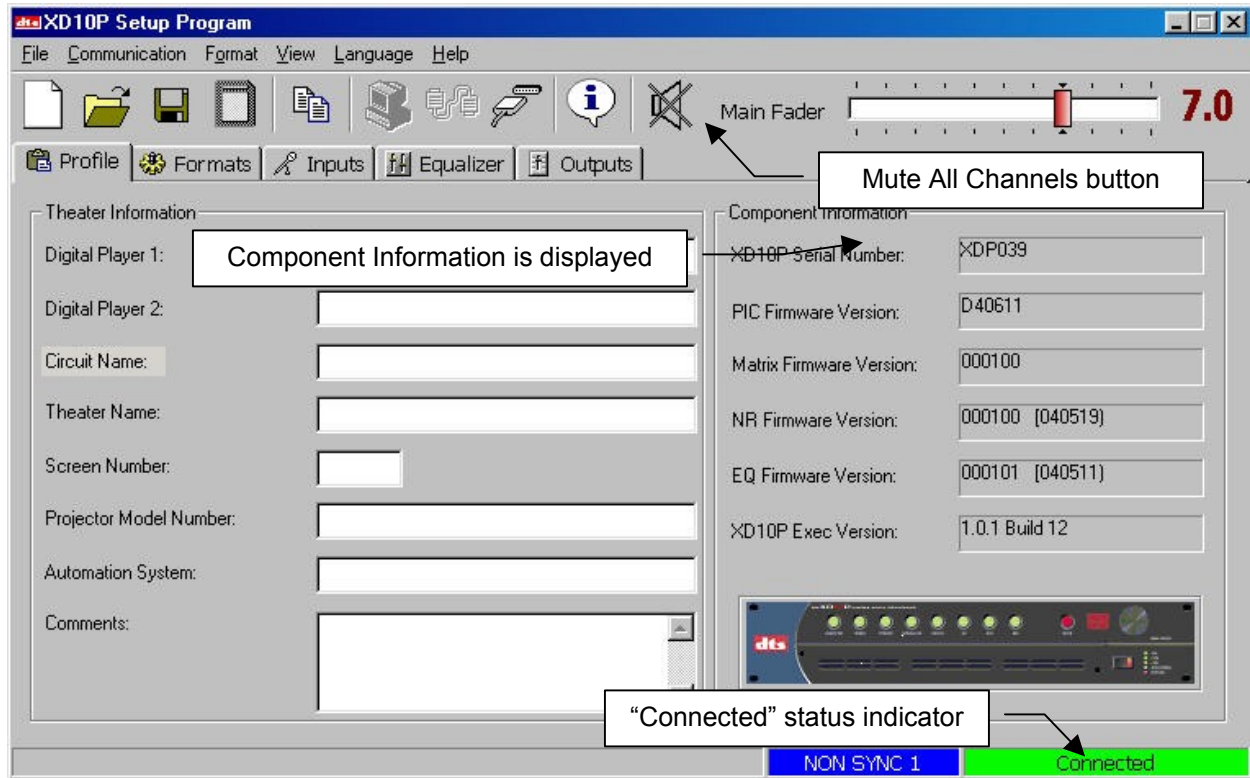 dts XD10P Setup Program
File Communication Format View Language Help
Main Fader 7.0
Profile Formats Inputs Equalizer Outputs
Mute All Channels button
Theater Information
Digital Player 1:
Component Information is displayed
Digital Player 2:
Circuit Name:
Theater Name:
Screen Number:
Projector Model Number:
Automation System:
Comments:
Component Information
XD10P Serial Number: XDP039
PIC Firmware Version: D40611
Matrix Firmware Version: 000100
NR Firmware Version: 000100 [040519)
EQ Firmware Version: 000101 [040511)
XD10P Exec Version: 1.0.1 Build 12
dts
“Connected” status indicator
NON SYNC 1 Connected